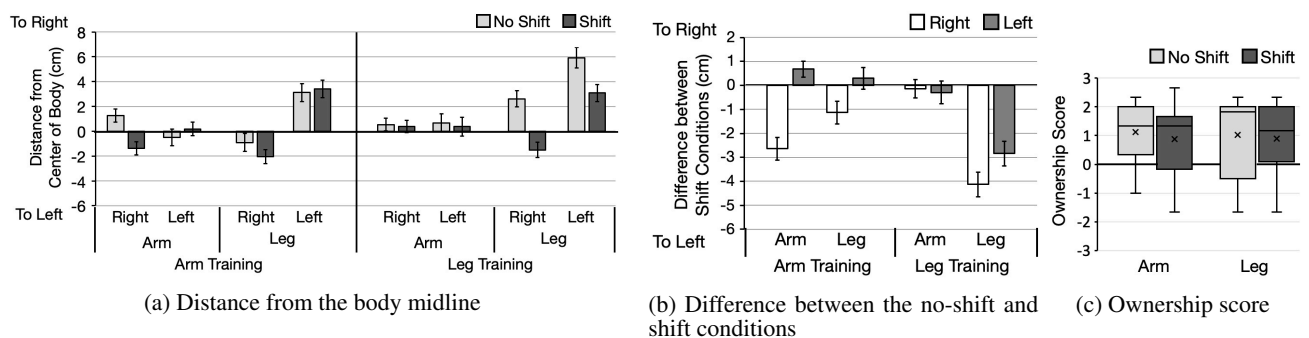 To Right
No Shift
Shift
Distance from
Center of Body (cm)
8
6
4
2
0
-2
-4
-6
To Left
Right
Left
Right
Left
Right
Left
Right
Left
Arm
Leg
Arm
Leg
Arm Training
Leg Training
(a) Distance from the body midline
To Right
Right
Left
Difference between
Shift Conditions (cm)
2
1
0
-1
-2
-3
-4
-5
-6
To Left
Arm
Leg
Arm
Leg
Arm Training
Leg Training
(b) Difference between the no-shift and
shift conditions
No Shift
Shift
Ownership Score
3
2
1
0
-1
-2
-3
Arm
Leg
(c) Ownership score